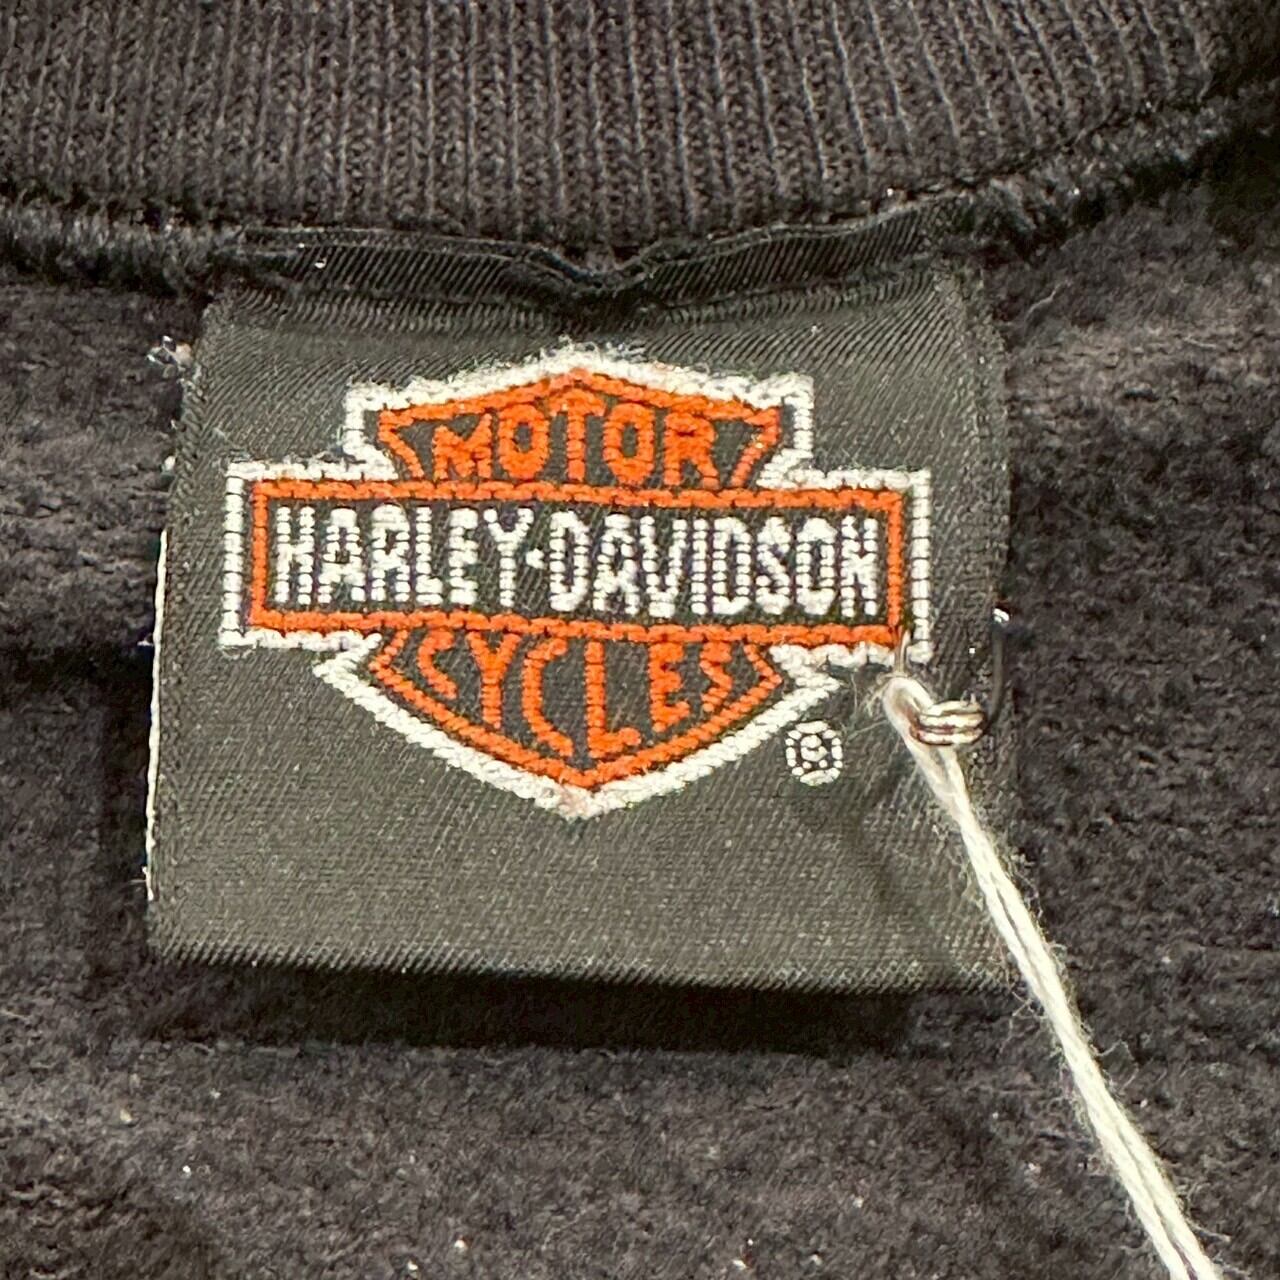 MOTOR
HARLEY-DAVIDSON
CYCLES
®